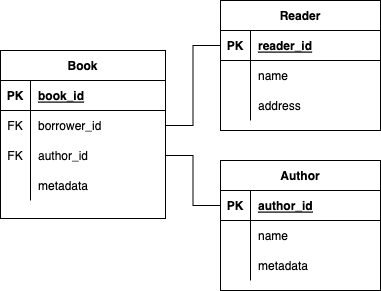 Book
PK book_id
FK borrower_id
FK author_id
metadata
Reader
PK reader_id
name
address
Author
PK author_id
name
metadata